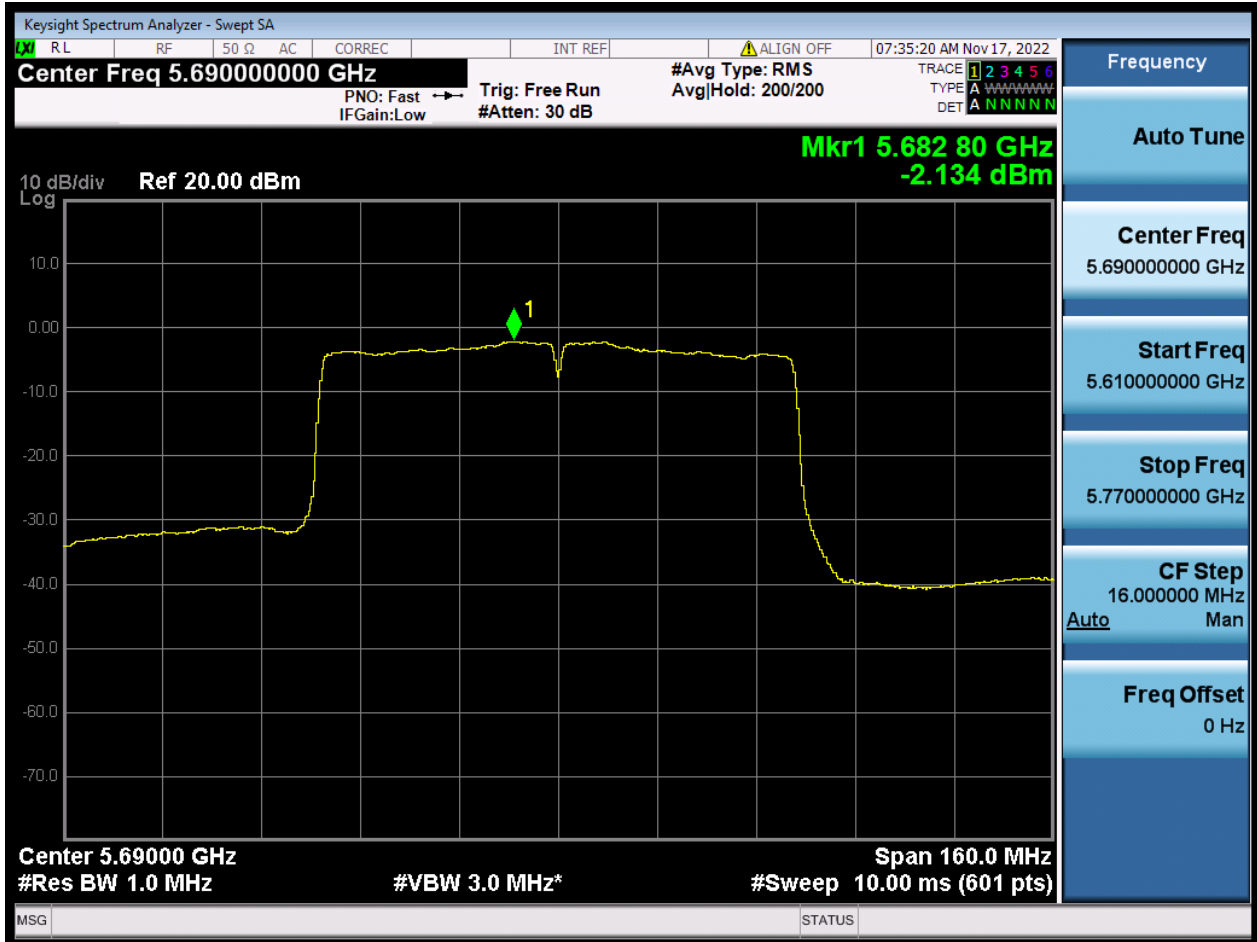 Keysight Spectrum Analyzer - Swept SA
LXI RL RF 50 Ω AC CORREC INT REF ALIGN OFF 07:35:20 AM Nov 17, 2022
Center Freq 5.690000000 GHz
PNO: Fast
IFGain:Low
Trig: Free Run
#Atten: 30 dB
#Avg Type: RMS
Avg|Hold: 200/200
TRACE 1 2 3 4 5 6
TYPE A WWWWW
DET A N N N N N
Mkr1 5.682 80 GHz
-2.134 dBm
10 dB/div Ref 20.00 dBm
Log
1
10.0
0.00
-10.0
-20.0
-30.0
-40.0
-50.0
-60.0
-70.0
Center 5.69000 GHz Span 160.0 MHz
#Res BW 1.0 MHz #VBW 3.0 MHz* #Sweep 10.00 ms (601 pts)
MSG STATUS
Frequency
Auto Tune
Center Freq
5.690000000 GHz
Start Freq
5.610000000 GHz
Stop Freq
5.770000000 GHz
CF Step
16.000000 MHz
Auto Man
Freq Offset
0 Hz